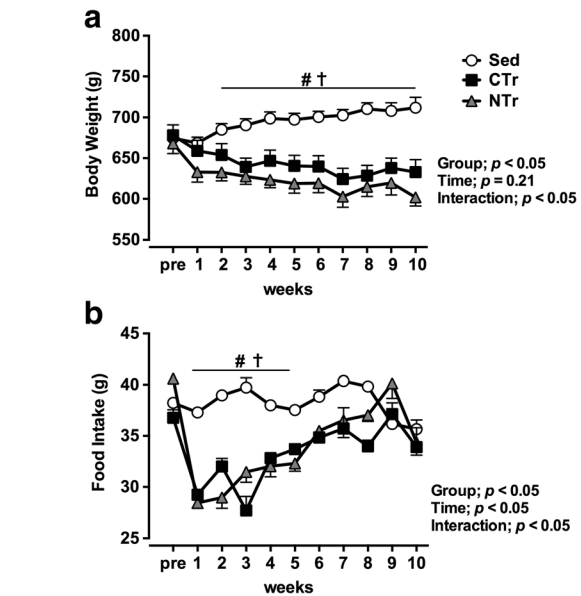 a
800
750
700
650
600
550
Body Weight (g)
# †
Sed
CTr
NTr
Group; p < 0.05
Time; p = 0.21
Interaction; p < 0.05
pre 1 2 3 4 5 6 7 8 9 10
weeks
b
45
40
35
30
25
Food Intake (g)
# †
Group; p < 0.05
Time; p < 0.05
Interaction; p < 0.05
pre 1 2 3 4 5 6 7 8 9 10
weeks